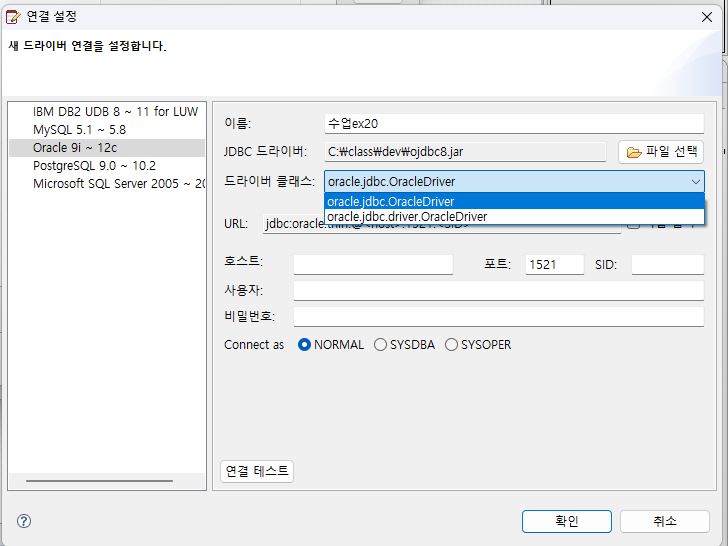 연결 설정
새 드라이버 연결을 설정합니다.
IBM DB2 UDB 8 ~ 11 for LUW
MySQL 5.1 ~ 5.8
Oracle 9i ~ 12c
PostgreSQL 9.0 ~ 10.2
Microsoft SQL Server 2005 ~ 20
이름: 수업ex20
JDBC 드라이버: C:₩class₩dev₩ojdbc8.jar 파일 선택
드라이버 클래스: oracle.jdbc.OracleDriver
oracle.jdbc.OracleDriver
oracle.jdbc.driver.OracleDriver
URL: jdbc:oracle:thin:@<host>:1521:<SID>
호스트: 포트: 1521 SID:
사용자:
비밀번호:
Connect as NORMAL SYSDBA SYSOPER
연결 테스트
? 확인 취소